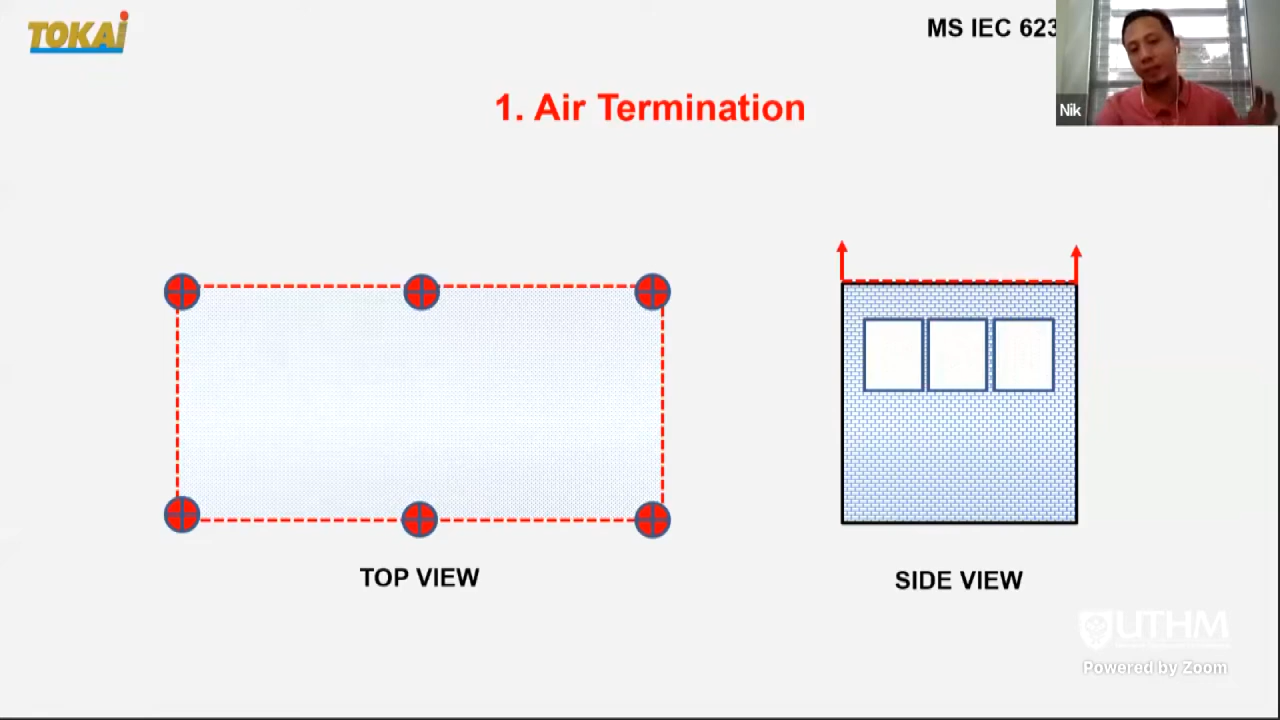 TOKAi
MS IEC 623
1. Air Termination
Nik
TOP VIEW
SIDE VIEW
UTHM
Powered by Zoom